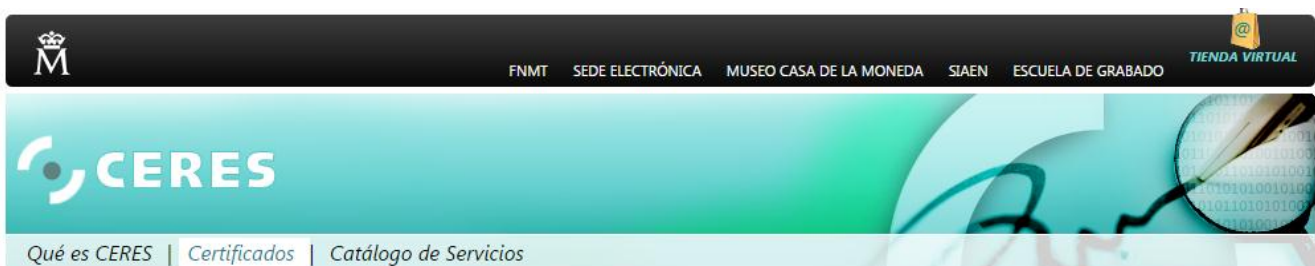 M
FNMT SEDE ELECTRÓNICA MUSEO CASA DE LA MONEDA SIAEN ESCUELA DE GRABADO
@
TIENDA VIRTUAL
CERES
Qué es CERES | Certificados | Catálogo de Servicios